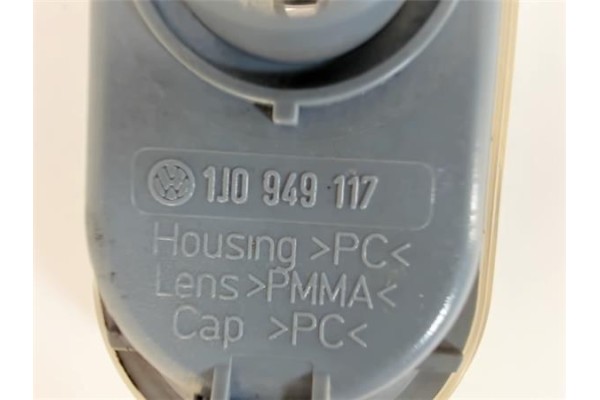 1J0 949 117
Housing >PC<
Lens>PMMA<
Cap >PC<